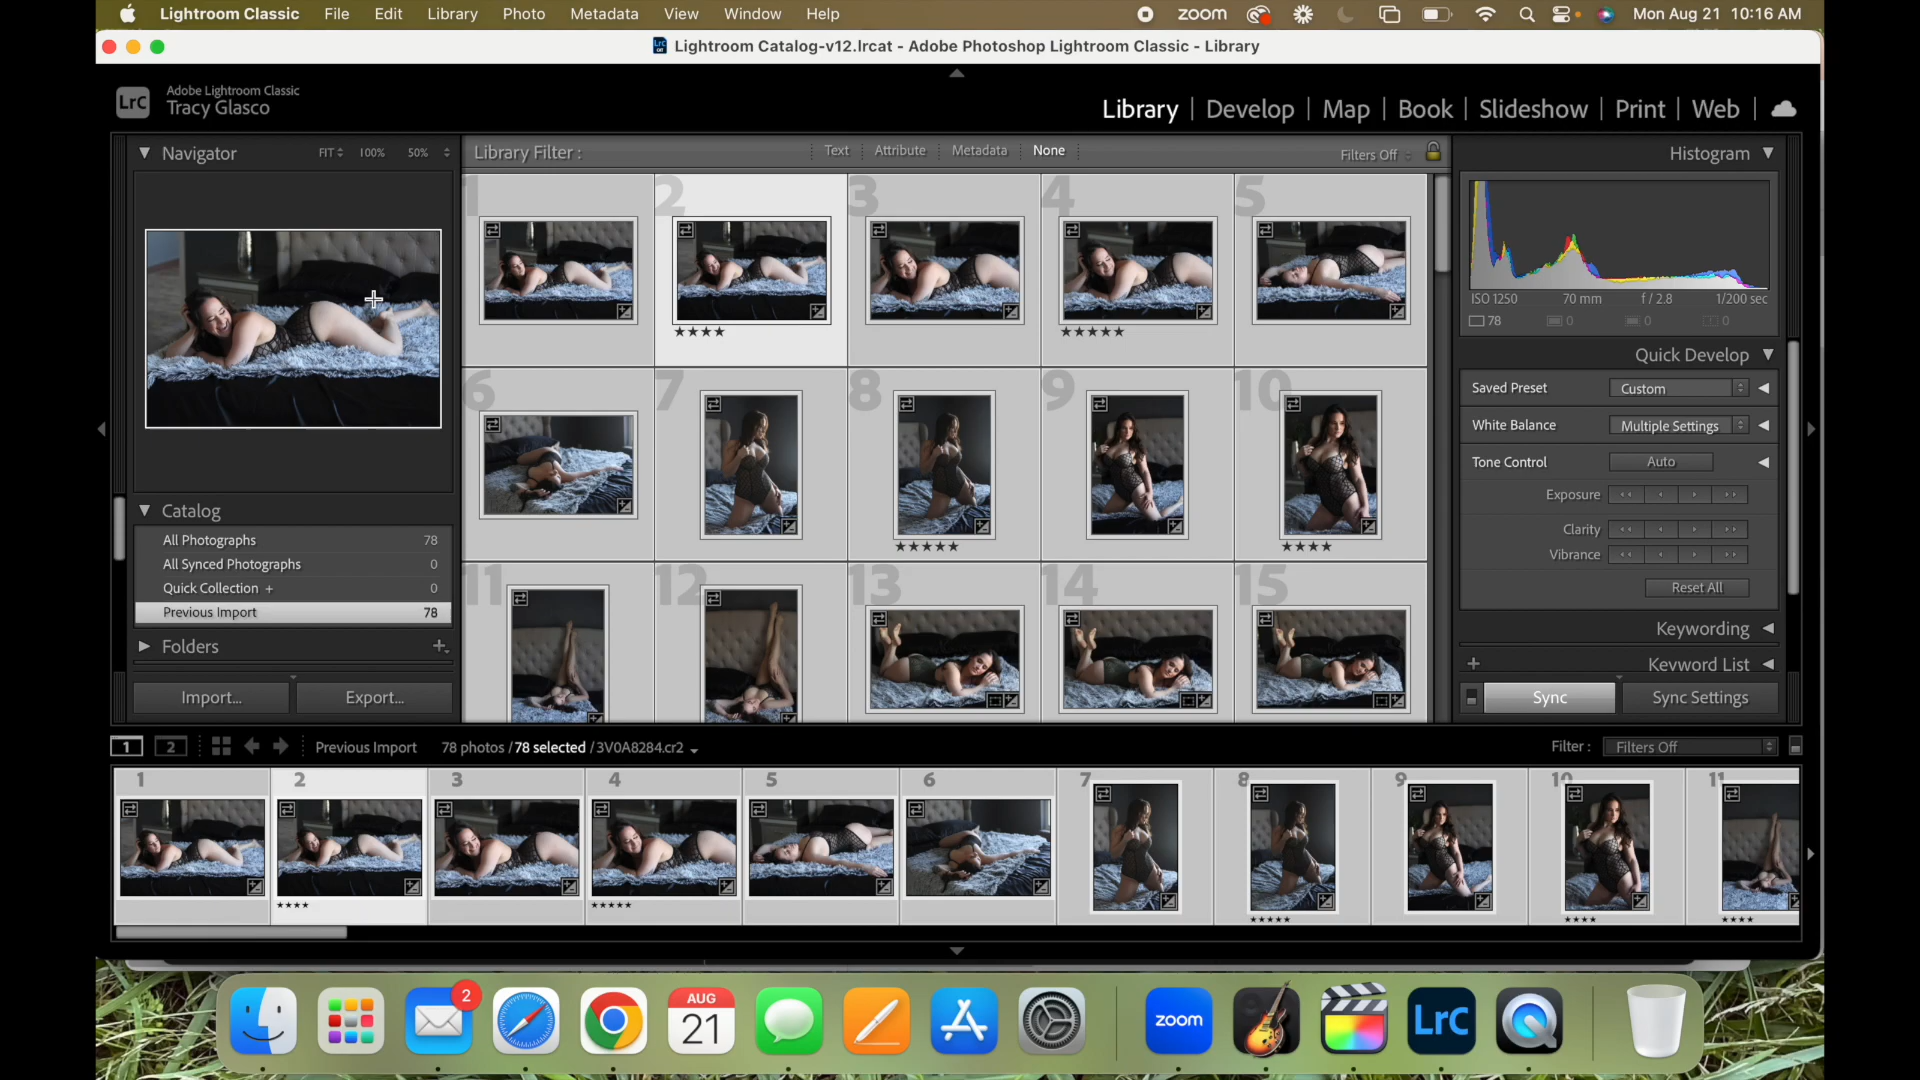 Lightroom Classic File Edit Library Photo Metadata View Window Help zoom Mon Aug 21 10:16 AM
Lightroom Catalog-v12.lrcat - Adobe Photoshop Lightroom Classic - Library
LrC Adobe Lightroom Classic
Tracy Glasco
Library | Develop | Map | Book | Slideshow | Print | Web
Navigator FIT 100% 50%
Library Filter : Text Attribute Metadata None Filters Off
Histogram
1 2 3 4 5
ISO 1250 70 mm f / 2.8 1/200 sec
78 0 0 0
★★★★ ★★★★★
Quick Develop
6 7 8 9 10
Saved Preset Custom
White Balance Multiple Settings
Tone Control Auto
Exposure
Clarity
Vibrance
Reset All
★★★★★ ★★★★
Catalog
All Photographs 78
All Synced Photographs 0
Quick Collection + 0
Previous Import 78
11 12 13 14 15
Folders +
Keywording
+ Keyword List
Import... Export...
Sync Sync Settings
1 2 Previous Import 78 photos / 78 selected / 3V0A8284.cr2
Filter : Filters Off
1 2 3 4 5 6 7 8 9 10 11
★★★★ ★★★★★ ★★★★★ ★★★★ ★★★★
2
AUG
21
zoom
LrC